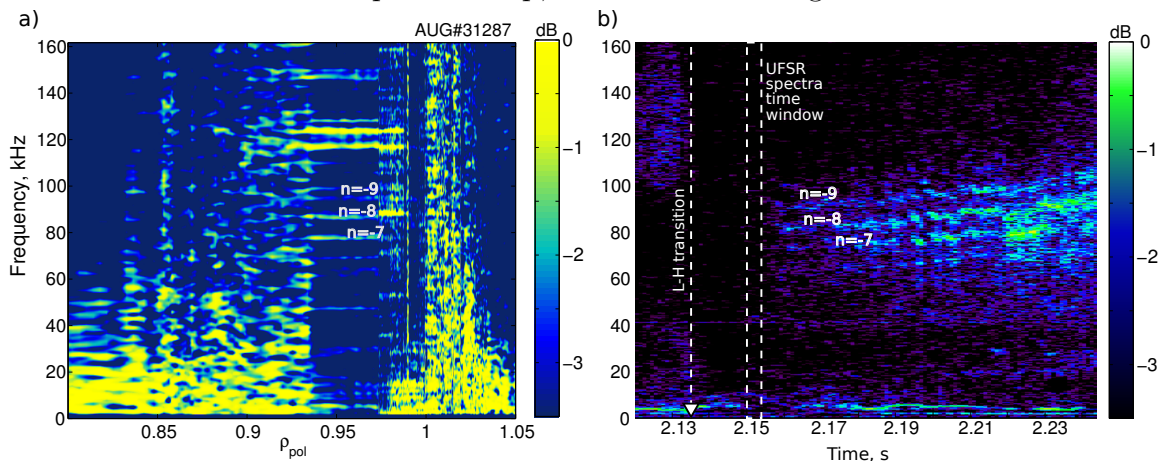 a)
AUG#31287
dB
160
140
120
100
80
60
40
20
0
Frequency, kHz
n=-9
n=-8
n=-7
0.85
0.9
0.95
1
1.05
ρpol
0
−1
−2
−3
b)
dB
160
140
120
100
80
60
40
20
0
L-H transition
UFSR
spectra
time
window
n=-9
n=-8
n=-7
2.13
2.15
2.17
2.19
2.21
2.23
Time, s
0
−1
−2
−3